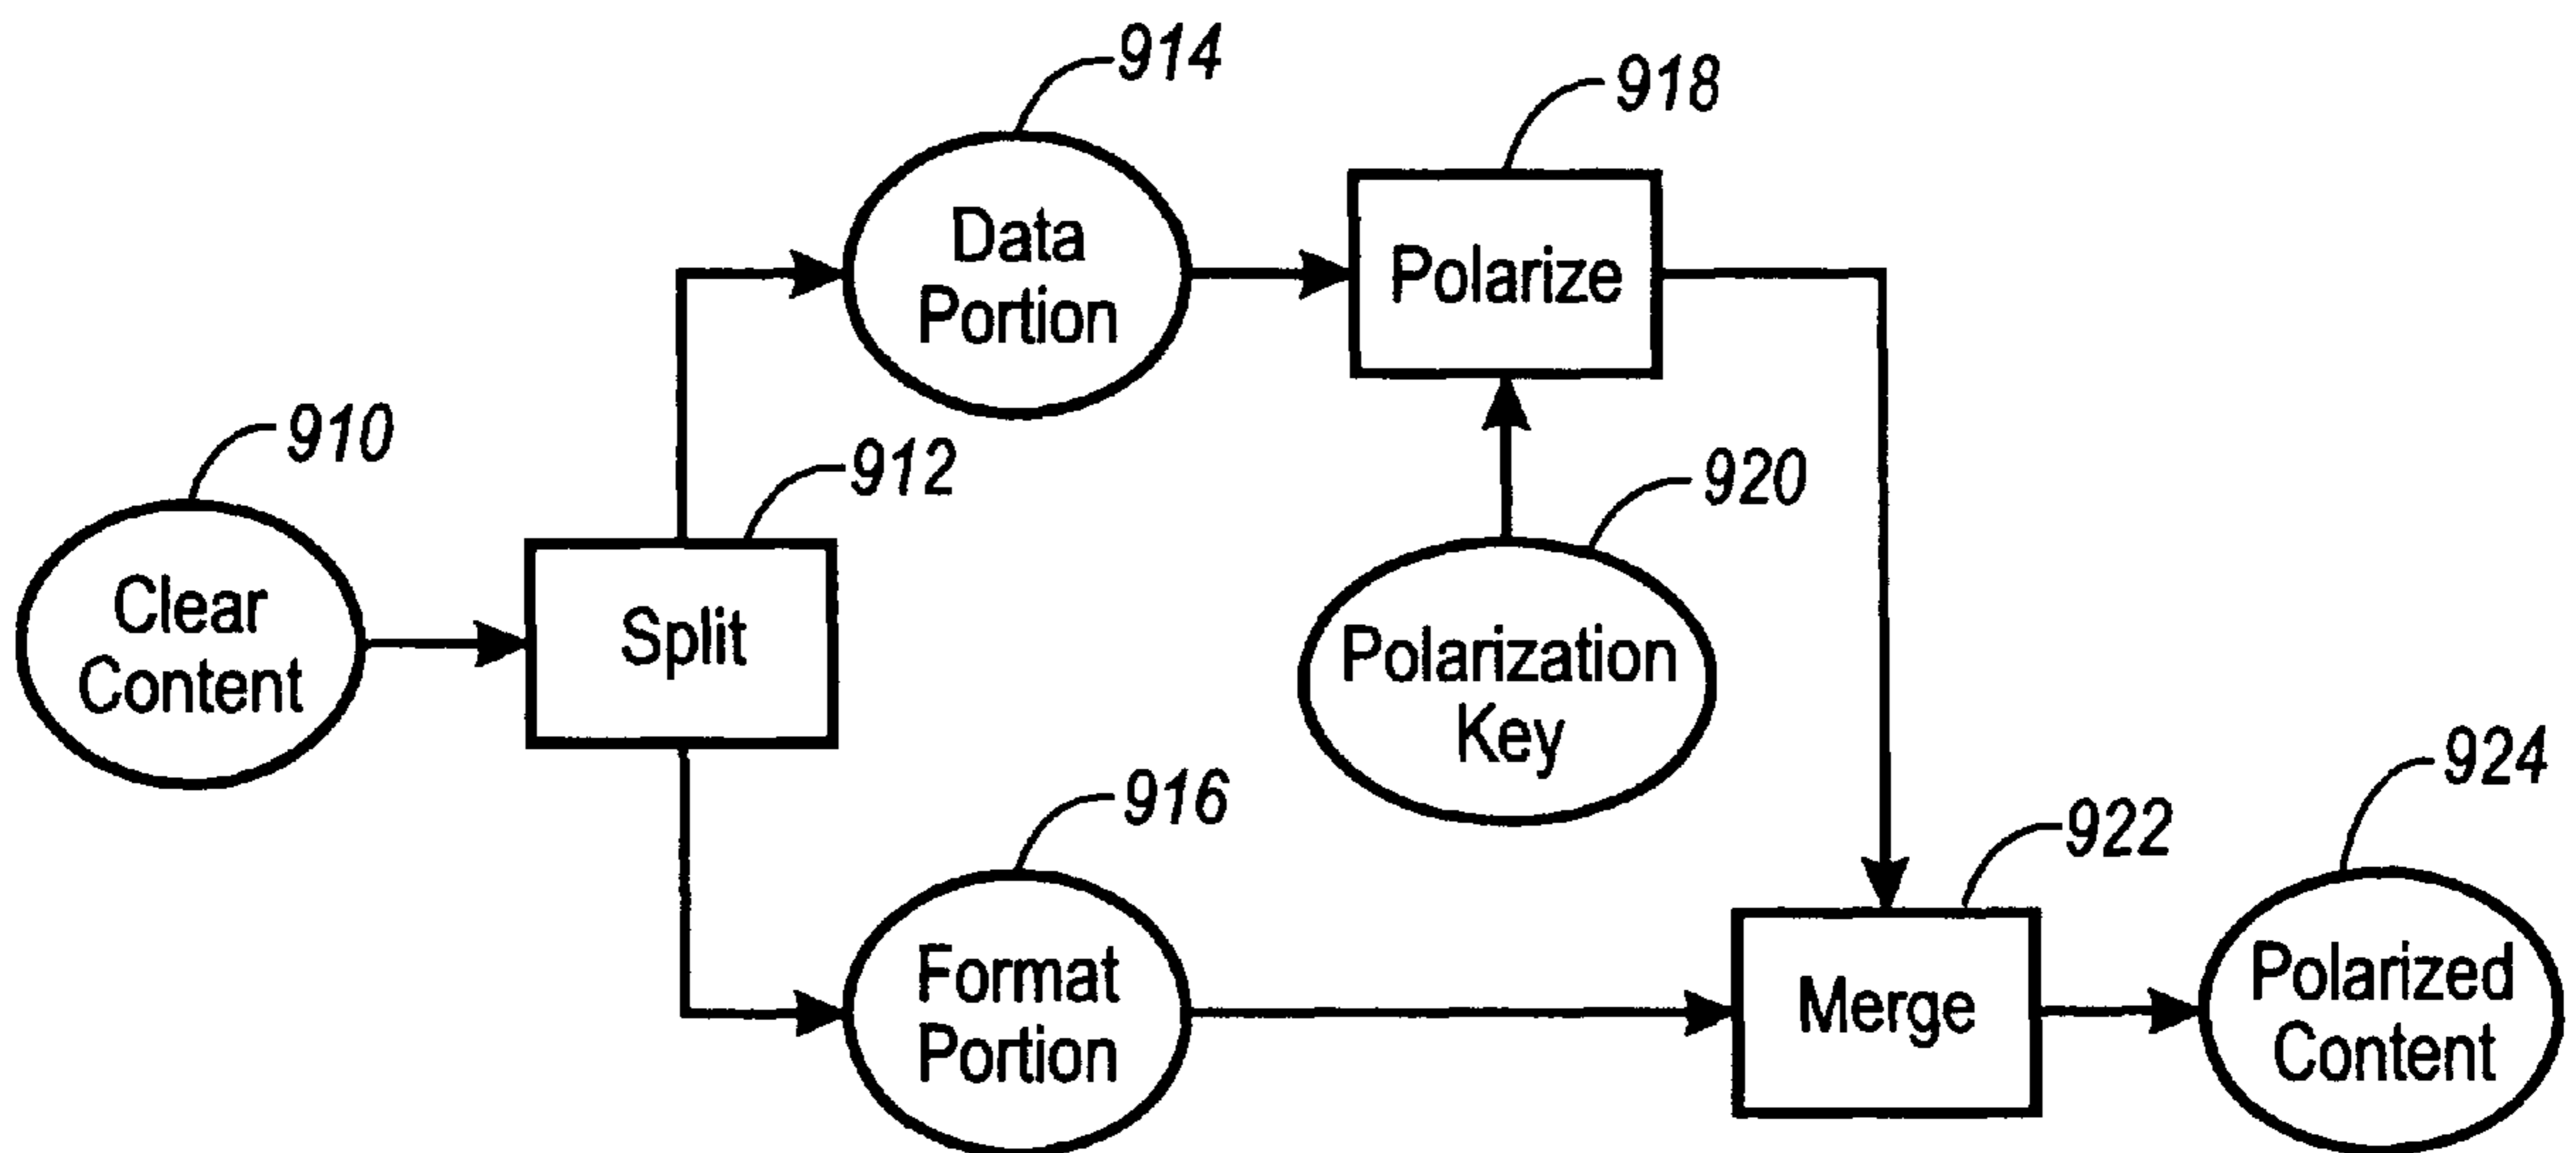 914
918
Data
Portion
Polarize
910
912
920
Clear
Content
Split
Polarization
Key
916
922
924
Format
Portion
Merge
Polarized
Content